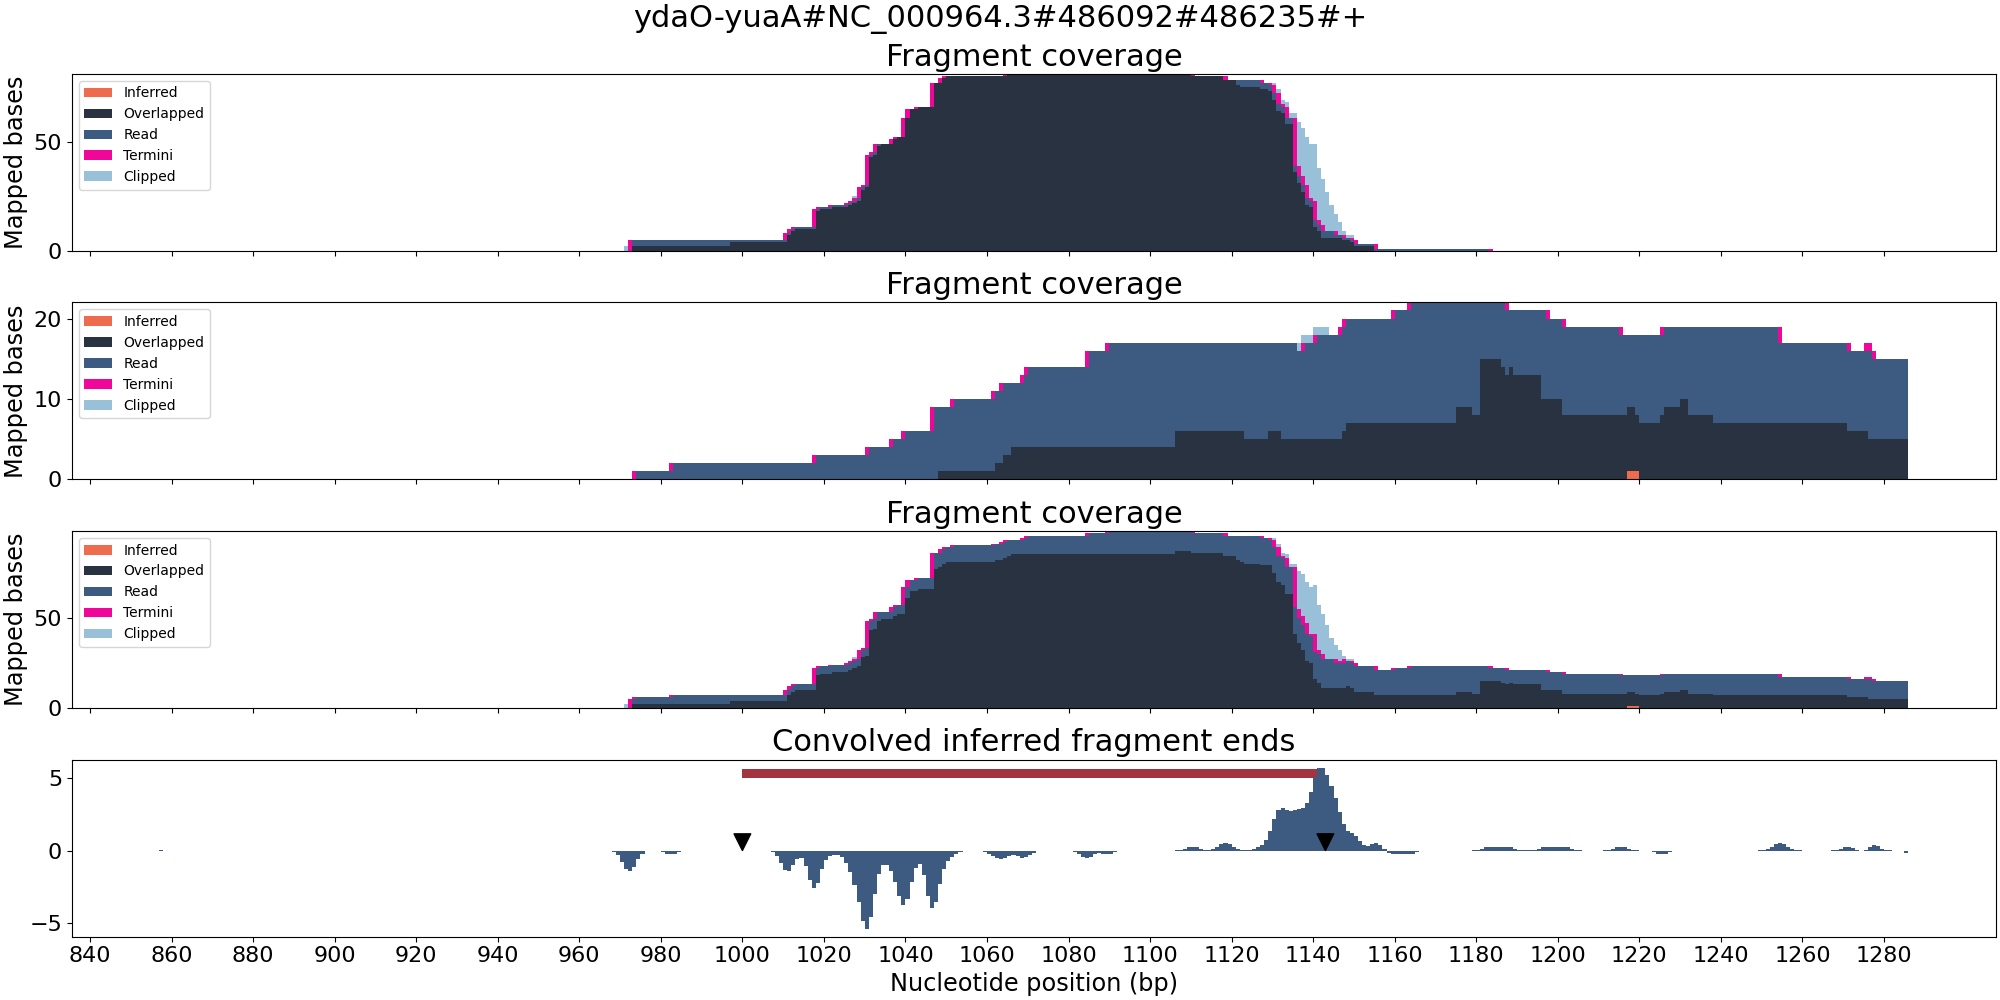 ydaO-yuaA#NC_000964.3#486092#486235#+
Fragment coverage
Mapped bases
50
0
Inferred
Overlapped
Read
Termini
Clipped
Fragment coverage
Mapped bases
20
10
0
Inferred
Overlapped
Read
Termini
Clipped
Fragment coverage
Mapped bases
50
0
Inferred
Overlapped
Read
Termini
Clipped
Convolved inferred fragment ends
5
0
−5
840 860 880 900 920 940 960 980 1000 1020 1040 1060 1080 1100 1120 1140 1160 1180 1200 1220 1240 1260 1280
Nucleotide position (bp)